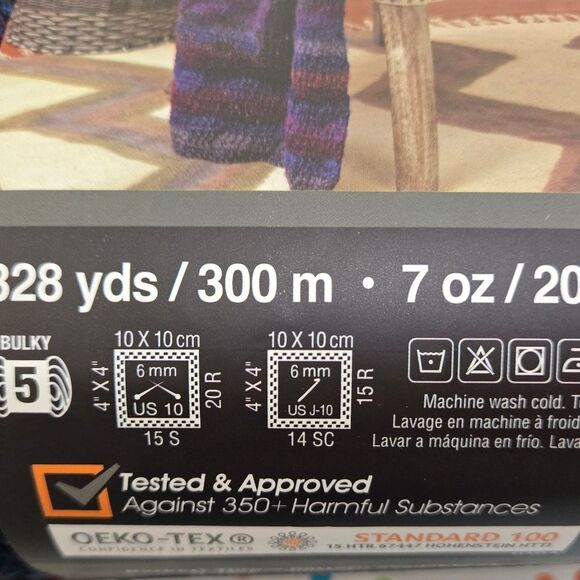 328 yds / 300 m • 7 oz / 20
BULKY
5
10 X 10 cm
4" X 4"
6 mm
US 10
20 R
15 S
10 X 10 cm
4" X 4"
6 mm
US J-10
15 R
14 SC
Machine wash cold. T
Lavage en machine à froid
Lavar a máquina en frío. Lava
Tested & Approved
Against 350+ Harmful Substances
OEKO-TEX®
CONFIDENCE IN TEXTILES
STANDARD 100
15.HTR.67447 HOHENSTEIN HTTI